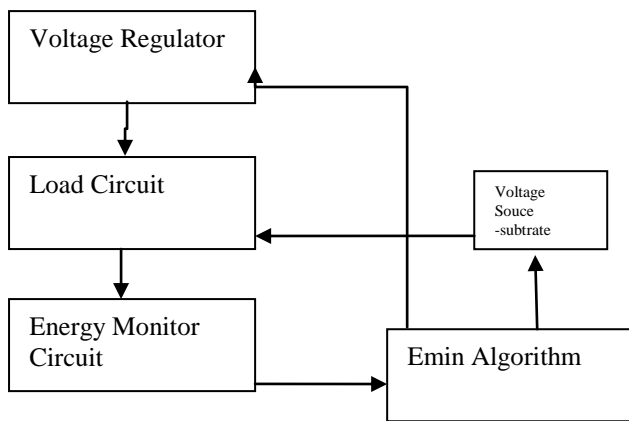 Voltage Regulator
Load Circuit
Voltage
Souce
-subtrate
Energy Monitor
Circuit
Emin Algorithm